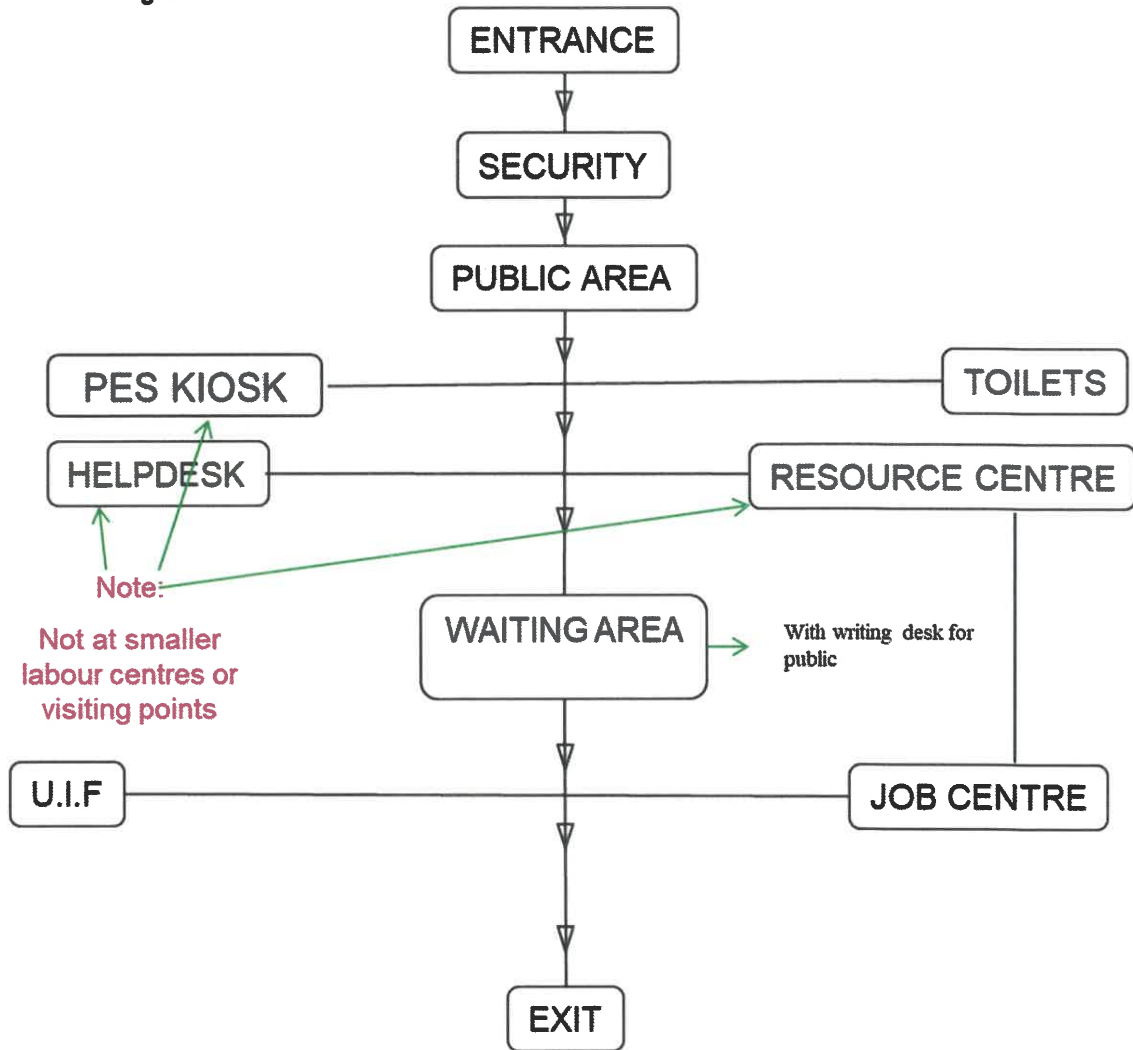 ENTRANCE
SECURITY
PUBLIC AREA
PES KIOSK
TOILETS
HELPDESK
RESOURCE CENTRE
Note:
Not at smaller
labour centres or
visiting points
WAITING AREA
With writing desk for
public
U.I.F
JOB CENTRE
EXIT